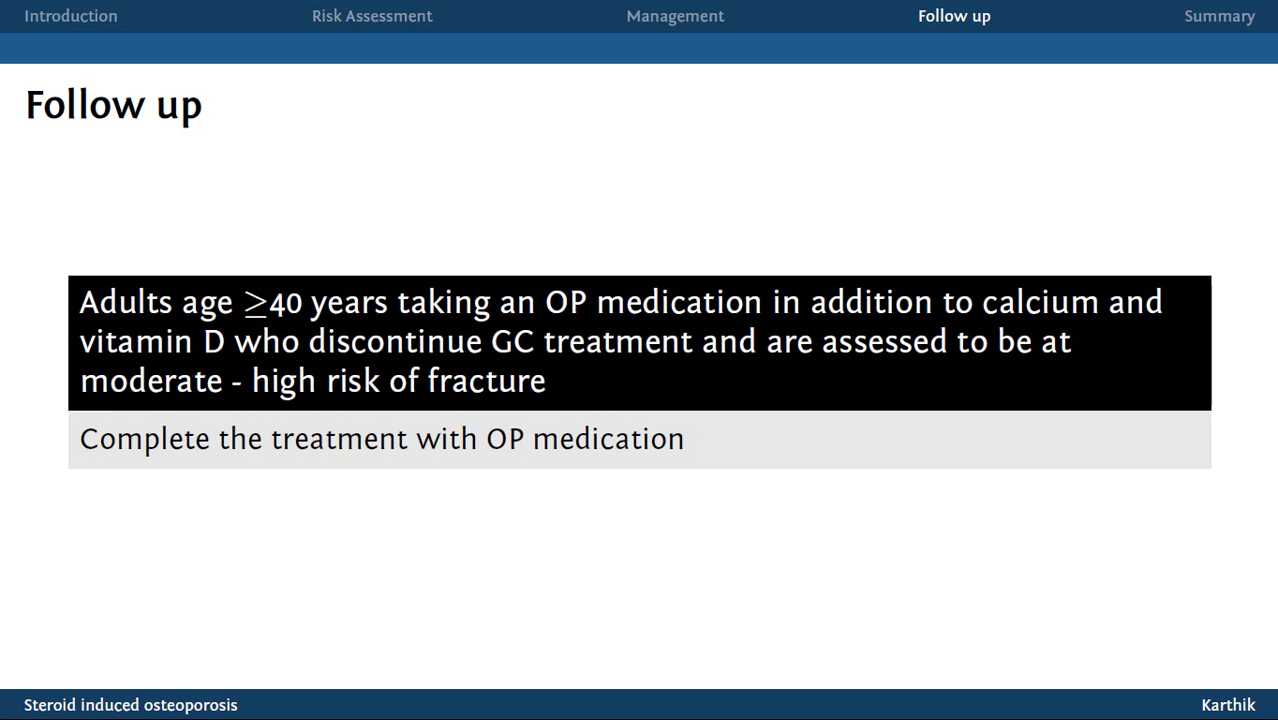 Introduction
Risk Assessment
Management
Follow up
Summary
Follow up
Adults age ≥40 years taking an OP medication in addition to calcium and
vitamin D who discontinue GC treatment and are assessed to be at
moderate - high risk of fracture
Complete the treatment with OP medication
Steroid induced osteoporosis
Karthik